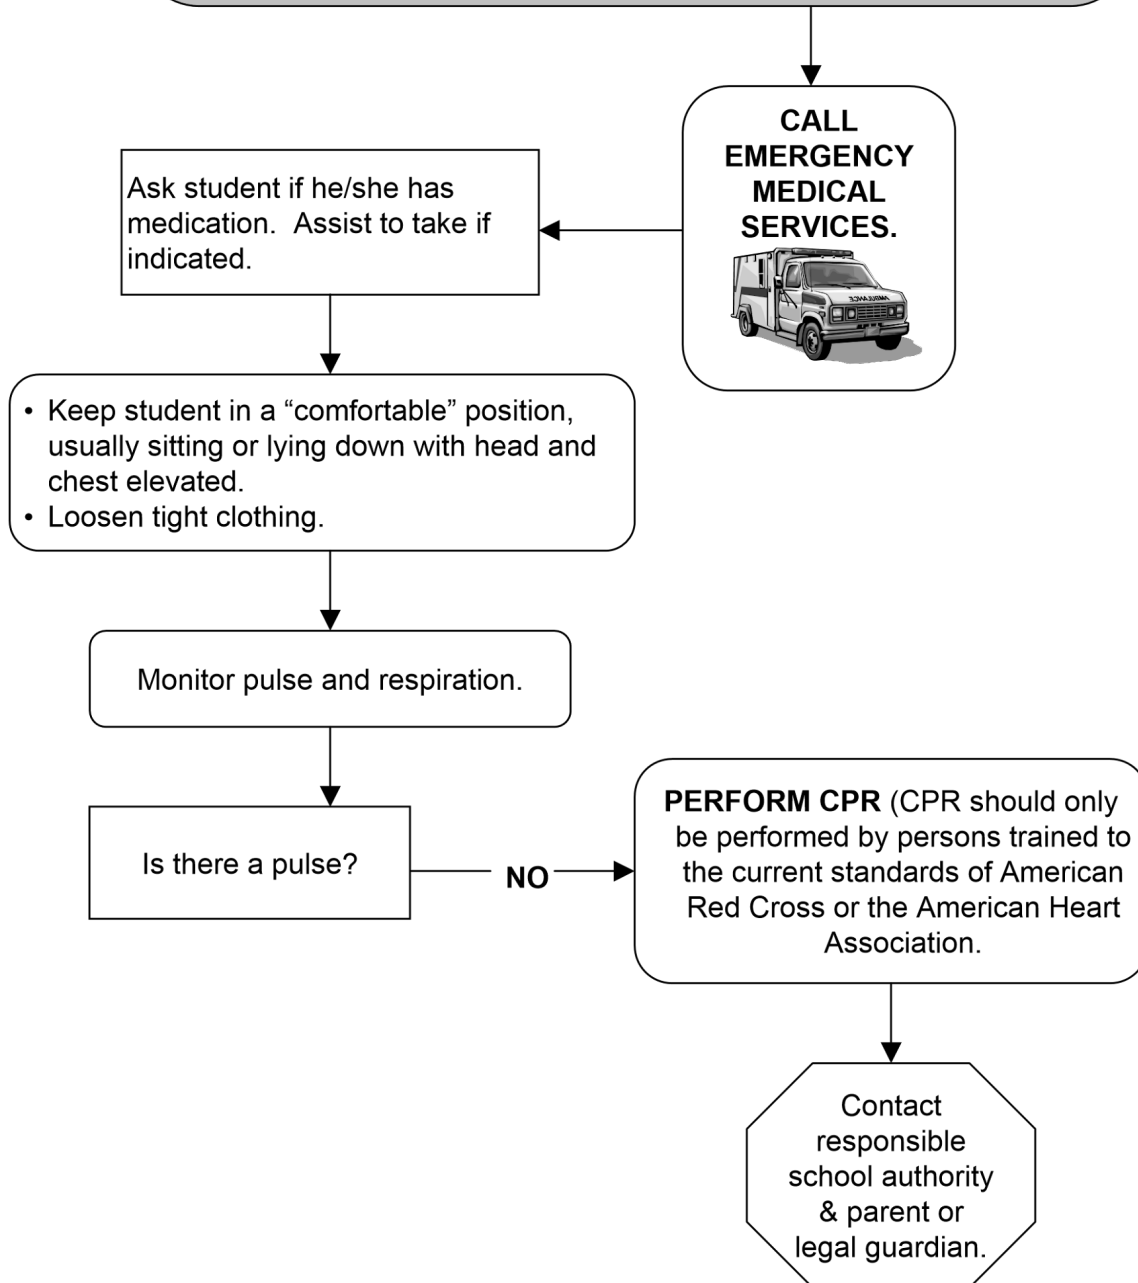 CALL
EMERGENCY
MEDICAL
SERVICES.
AMBULANCE
Ask student if he/she has
medication.  Assist to take if
indicated.
• Keep student in a “comfortable” position,
usually sitting or lying down with head and
chest elevated.
• Loosen tight clothing.
Monitor pulse and respiration.
Is there a pulse?
NO
PERFORM CPR (CPR should only
be performed by persons trained to
the current standards of American
Red Cross or the American Heart
Association.
Contact
responsible
school authority
& parent or
legal guardian.